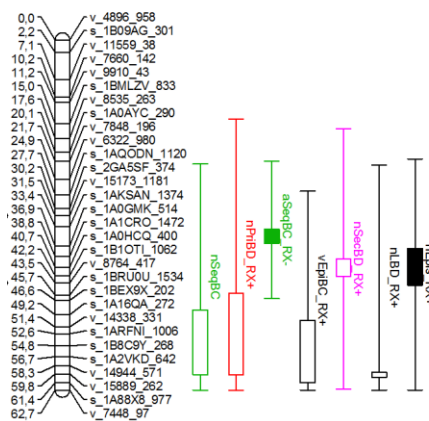 0,0 v_4896_958
2,2 s_1B09AG_301
7,1 v_11559_38
10,2 v_7660_142
11,2 v_9910_43
15,0 s_1BMLZV_833
17,6 v_8535_263
20,1 s_1A0AYC_290
21,7 v_7848_196
24,9 v_6322_980
27,7 s_1AQODN_1120
30,2 s_2GA5SF_374
31,5 v_15173_1181
33,4 s_1AKSAN_1374
36,9 s_1A0GMK_514
38,8 s_1A1CRO_1472
40,7 s_1A0HCQ_400
42,2 s_1B1OTI_1062
43,5 v_8764_417
46,7 s_1BRU0U_1534
46,6 s_1BEX9X_202
49,2 s_1A16QA_272
51,4 v_14338_331
52,6 s_1ARFNI_1006
54,8 s_1B8C9Y_268
56,7 s_1A2VKD_642
58,3 v_14944_571
59,8 v_15889_262
61,4 s_1A88X8_977
62,7 v_7448_97
nSeqBC
nPriBD_RX+
aSeqBC_RX-
vEpiBC_RX+
nSecBD_RX+
nLBD_RX+